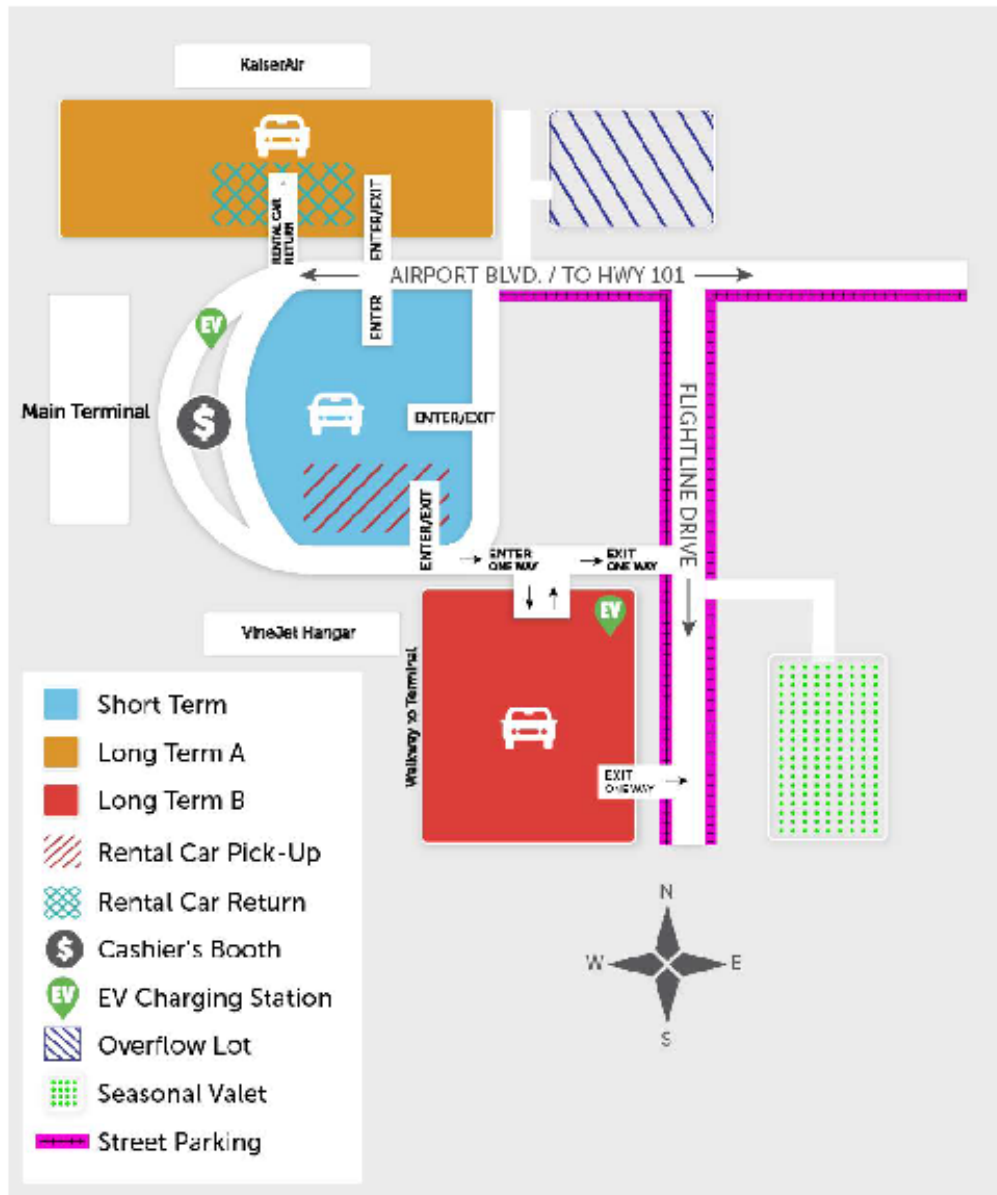 KaiserAir
RENTAL CAR
RETURN
ENTER/EXIT
AIRPORT BLVD. / TO HWY 101
ENTER
EV
Main Terminal
$
ENTER/EXIT
FLIGHTLINE DRIVE
ENTER/EXIT
ENTER
ONE WAY
EXIT
ONE WAY
EV
VineJet Hangar
Walkway to Terminal
EXIT
ONE WAY
Short Term
Long Term A
Long Term B
Rental Car Pick-Up
Rental Car Return
$ Cashier's Booth
EV EV Charging Station
Overflow Lot
Seasonal Valet
Street Parking
N
W E
S